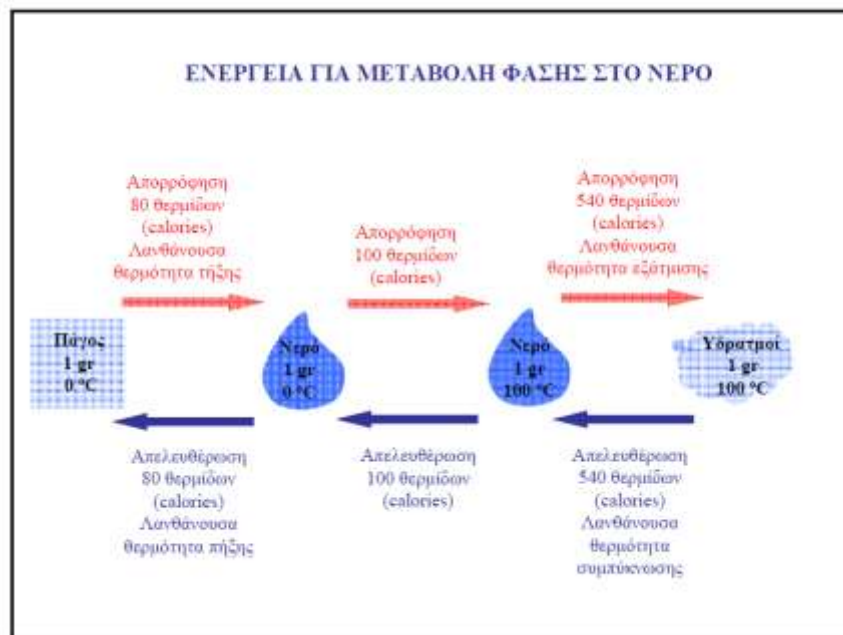 ΕΝΕΡΓΕΙΑ ΓΙΑ ΜΕΤΑΒΟΛΗ ΦΑΣΗΣ ΣΤΟ ΝΕΡΟ
Απορρόφηση
80 θερμίδων
(calories)
Λανθάνουσα
θερμότητα τήξης
Απορρόφηση
100 θερμίδων
(calories)
Απορρόφηση
540 θερμίδων
(calories)
Λανθάνουσα
θερμότητα εξάτμισης
Πάγος
1 gr
0 °C
Νερό
1 gr
0 °C
Νερό
1 gr
100 °C
Υδρατμοί
1 gr
100 °C
Απελευθέρωση
80 θερμίδων
(calories)
Λανθάνουσα
θερμότητα πήξης
Απελευθέρωση
100 θερμίδων
(calories)
Απελευθέρωση
540 θερμίδων
(calories)
Λανθάνουσα
θερμότητα
συμπύκνωσης